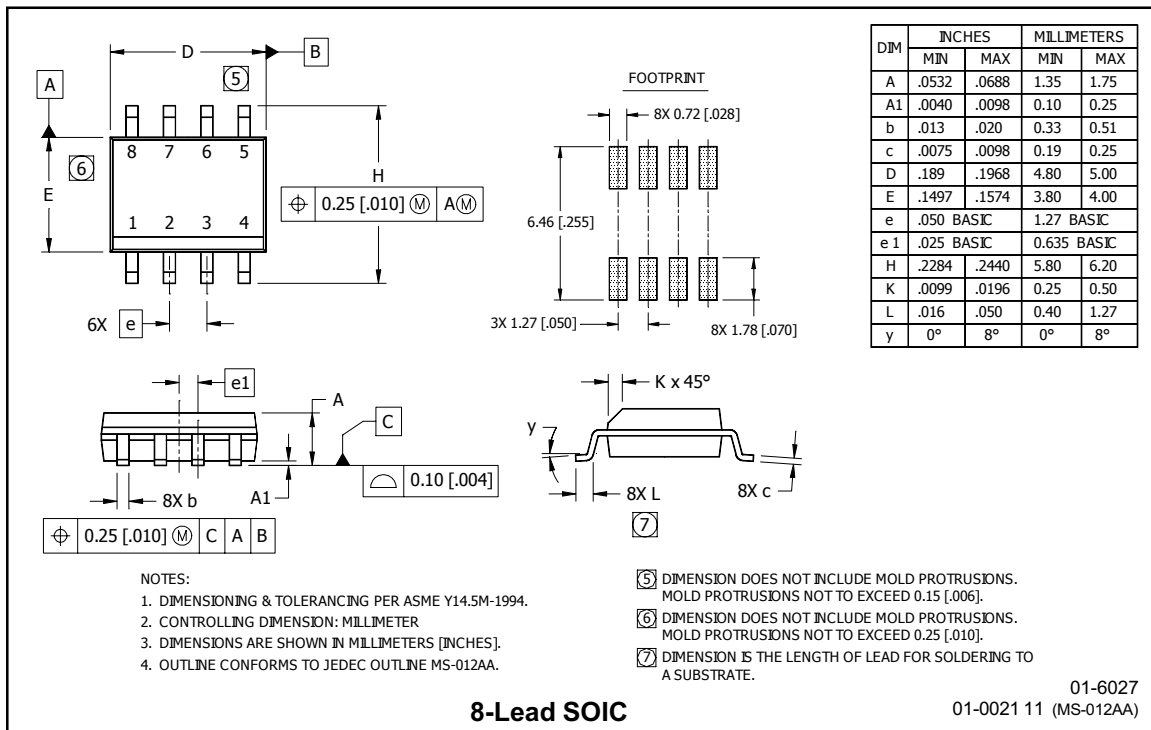 D
B
5
A
8 7 6 5
6
E
H
0.25 [.010] M A M
1 2 3 4
6X e
FOOTPRINT
8X 0.72 [.028]
6.46 [.255]
3X 1.27 [.050]
8X 1.78 [.070]
DIM INCHES MILLIMETERS
MIN MAX MIN MAX
A .0532 .0688 1.35 1.75
A1 .0040 .0098 0.10 0.25
b .013 .020 0.33 0.51
c .0075 .0098 0.19 0.25
D .189 .1968 4.80 5.00
E .1497 .1574 3.80 4.00
e .050 BASIC 1.27 BASIC
e 1 .025 BASIC 0.635 BASIC
H .2284 .2440 5.80 6.20
K .0099 .0196 0.25 0.50
L .016 .050 0.40 1.27
y 0° 8° 0° 8°
e1
A
C
0.10 [.004]
8X b
A1
0.25 [.010] M C A B
K x 45°
y
8X L
8X c
7
NOTES:
1. DIMENSIONING & TOLERANCING PER ASME Y14.5M-1994.
2. CONTROLLING DIMENSION: MILLIMETER
3. DIMENSIONS ARE SHOWN IN MILLIMETERS [INCHES].
4. OUTLINE CONFORMS TO JEDEC OUTLINE MS-012AA.
5 DIMENSION DOES NOT INCLUDE MOLD PROTRUSIONS.
MOLD PROTRUSIONS NOT TO EXCEED 0.15 [.006].
6 DIMENSION DOES NOT INCLUDE MOLD PROTRUSIONS.
MOLD PROTRUSIONS NOT TO EXCEED 0.25 [.010].
7 DIMENSION IS THE LENGTH OF LEAD FOR SOLDERING TO
A SUBSTRATE.
8-Lead SOIC
01-6027
01-0021 11 (MS-012AA)